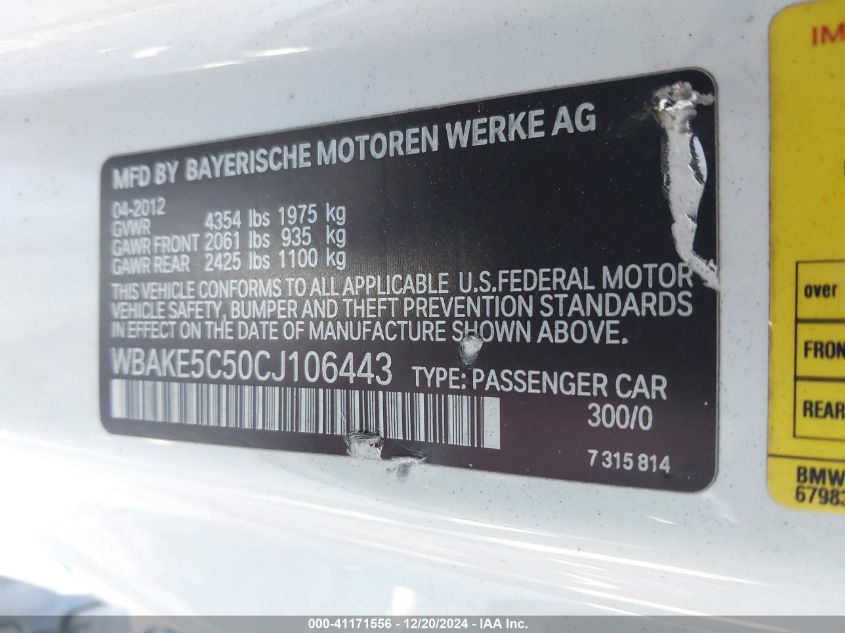 MFD BY BAYERISCHE MOTOREN WERKE AG
04-2012
GVWR 4354 lbs 1975 kg
GAWR FRONT 2061 lbs 935 kg
GAWR REAR 2425 lbs 1100 kg
THIS VEHICLE CONFORMS TO ALL APPLICABLE U.S.FEDERAL MOTOR
VEHICLE SAFETY, BUMPER AND THEFT PREVENTION STANDARDS
IN EFFECT ON THE DATE OF MANUFACTURE SHOWN ABOVE.
WBAKE5C50CJ106443 TYPE: PASSENGER CAR
300/0
7 315 814
IM
over
FRON
REAR
BMW
6798
000-41171556 - 12/20/2024 - IAA Inc.